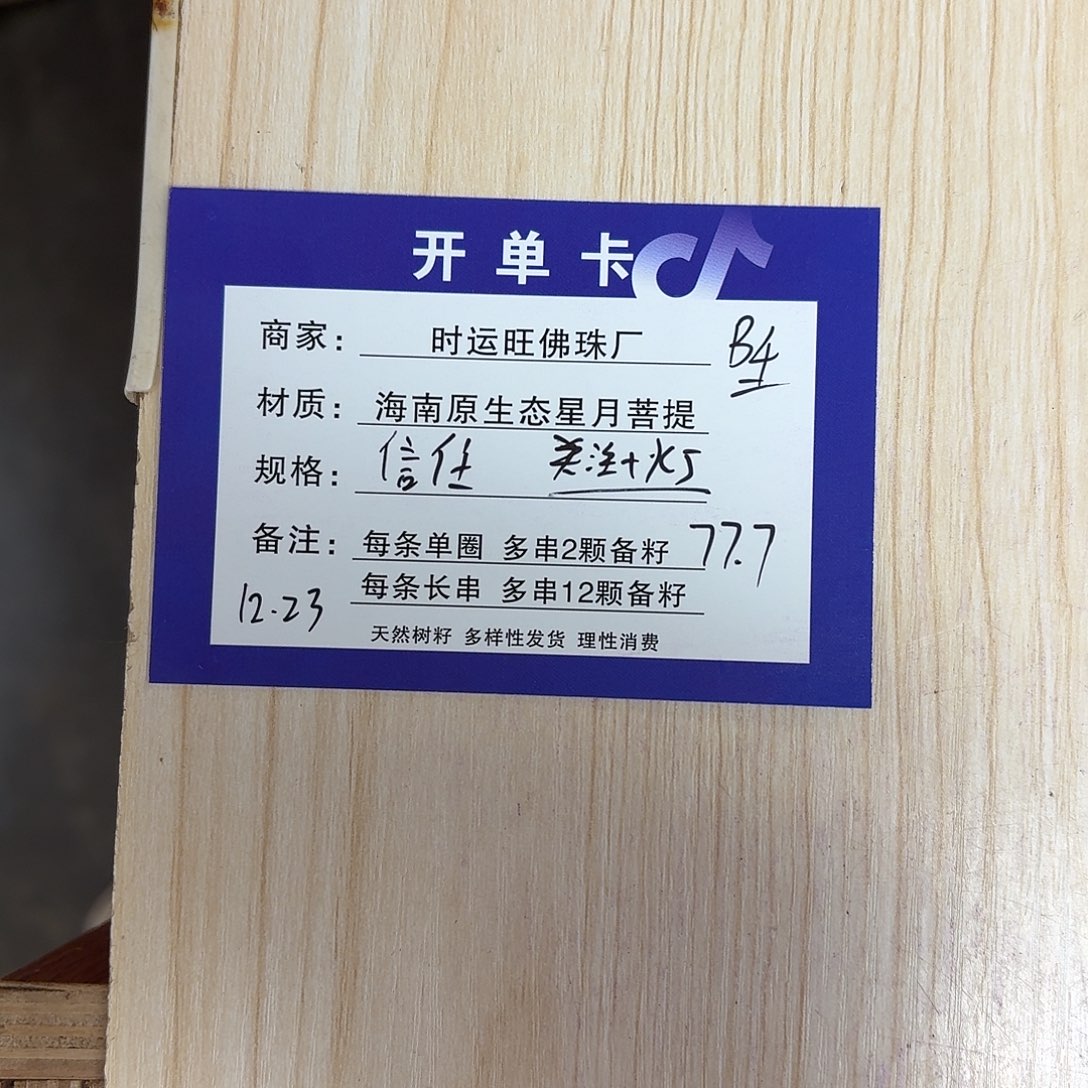 开单卡
商家： 时运旺佛珠厂 B4
材质： 海南原生态星月菩提
规格： 信任 关注+灯
备注： 每条单圈 多串2颗备籽 77.7
每条长串 多串12颗备籽
12.23
天然树籽 多样性发货 理性消费